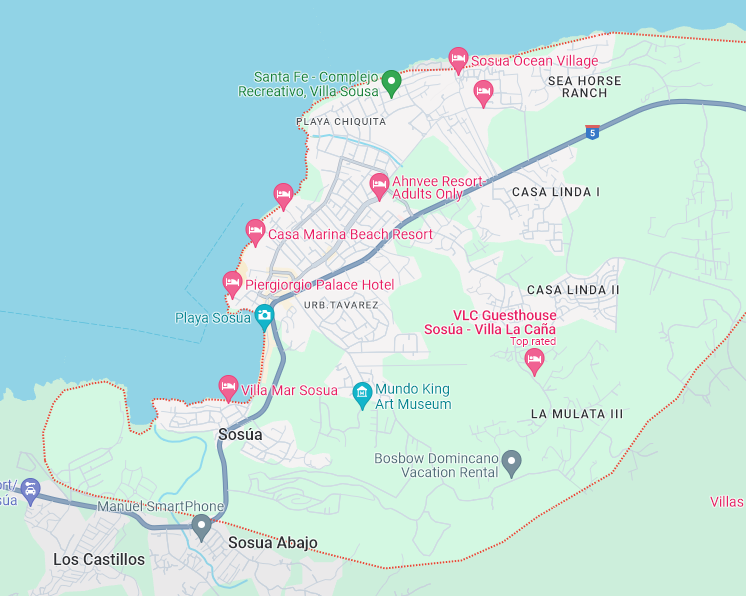 Sosua Ocean Village
Santa Fe - Complejo
Recreativo, Villa Sousa
SEA HORSE
RANCH
PLAYA CHIQUITA
5
Ahnvee Resort-
Adults Only
CASA LINDA I
Casa Marina Beach Resort
Piergiorgio Palace Hotel
CASA LINDA II
URB.TAVAREZ
Playa Sosúa
VLC Guesthouse
Sosúa - Villa La Caña
Top rated
Villa Mar Sosua
Mundo King
Art Museum
LA MULATA III
Sosúa
Bosbow Domincano
Vacation Rental
ort/
súa
Manuel SmartPhone
Villas
Sosua Abajo
Los Castillos